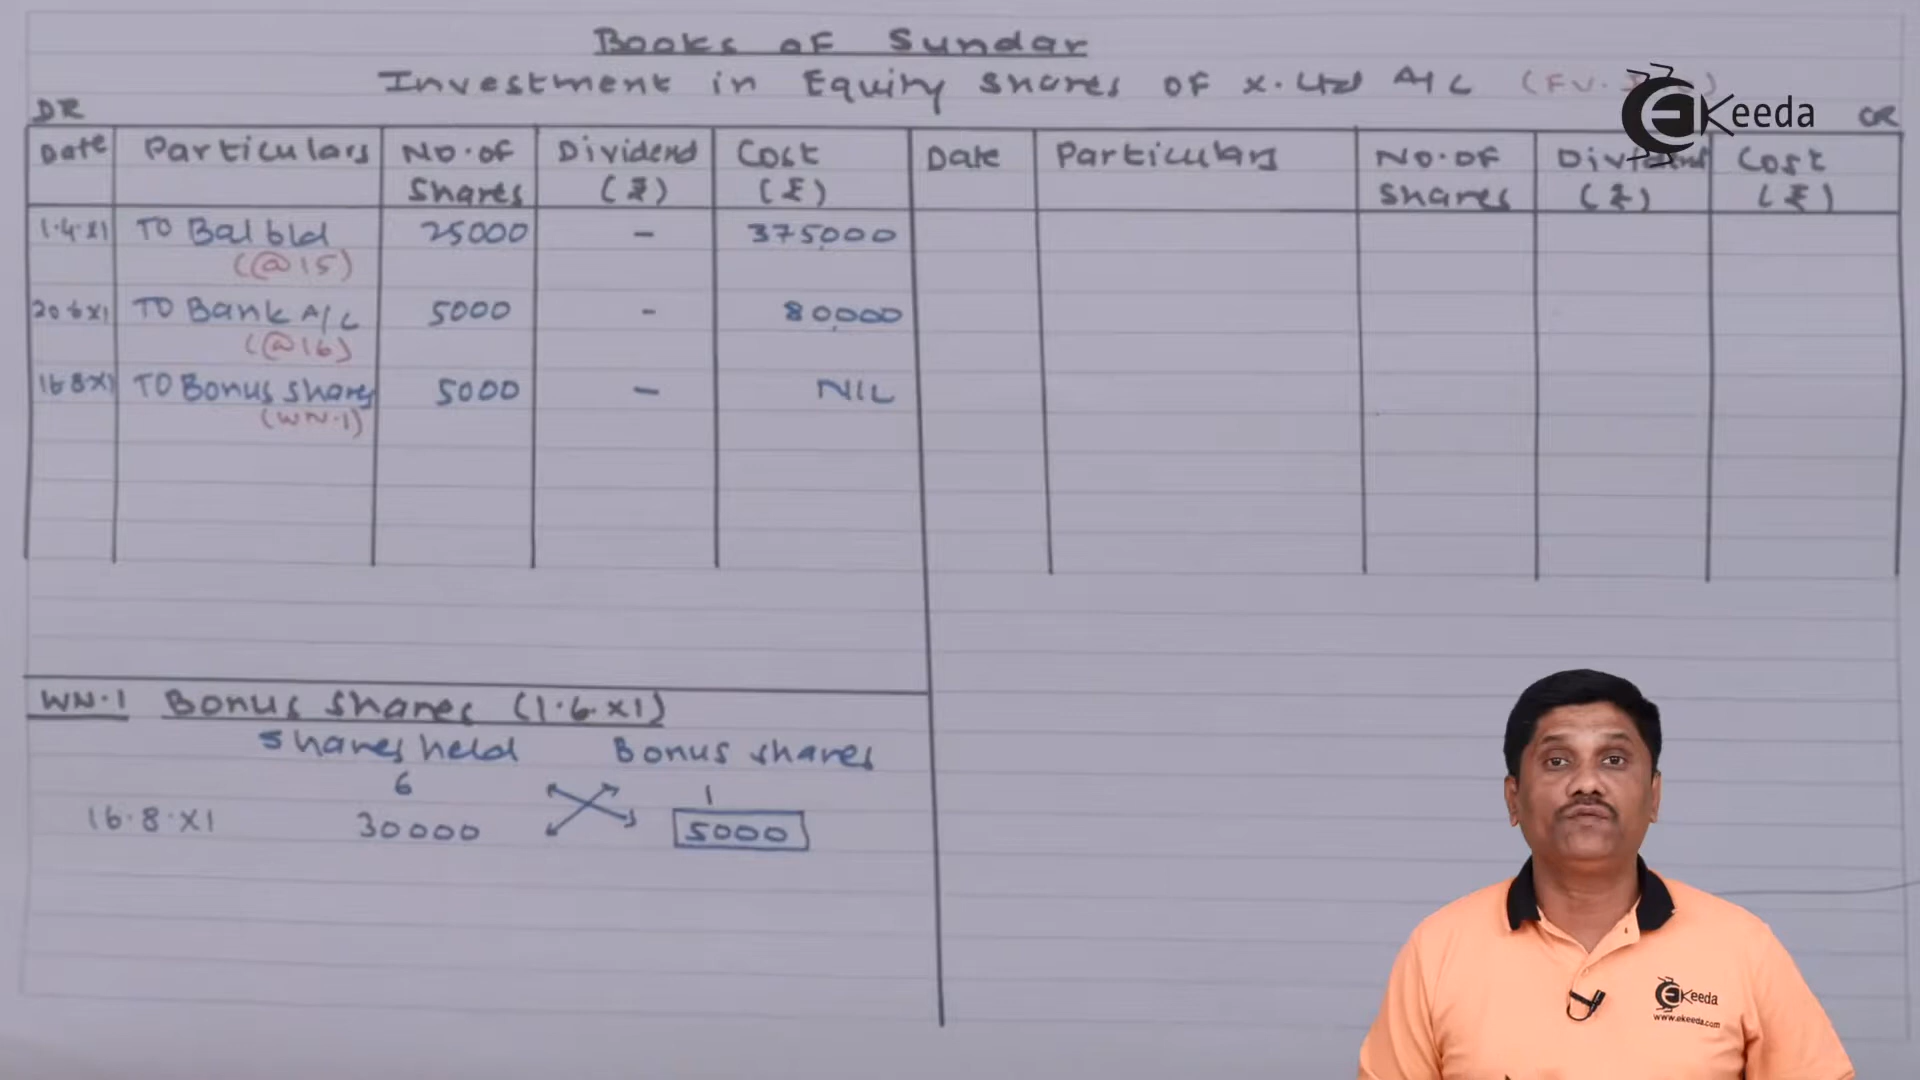 Books of Sundar
Investment in Equity shares of X. Ltd A/C (FV.
DR CR
Date Particulars No. of Shares Dividend (₹) Cost (₹) Date Particulars No. of Shares Dividend (₹) Cost (₹)
1.4.X1 TO Bal b/d 25000 – 375000
(@15)
20.6.X1 TO Bank A/C 5000 - 80000
(@16)
16.8.X1 TO Bonus shares 5000 – NIL
(WN.1)
WN.1 Bonus shares (1.6.X1)
Shares held Bonus shares
6 1
16.8.X1 30000 5000
EKeeda
EKeeda
www.ekeeda.com